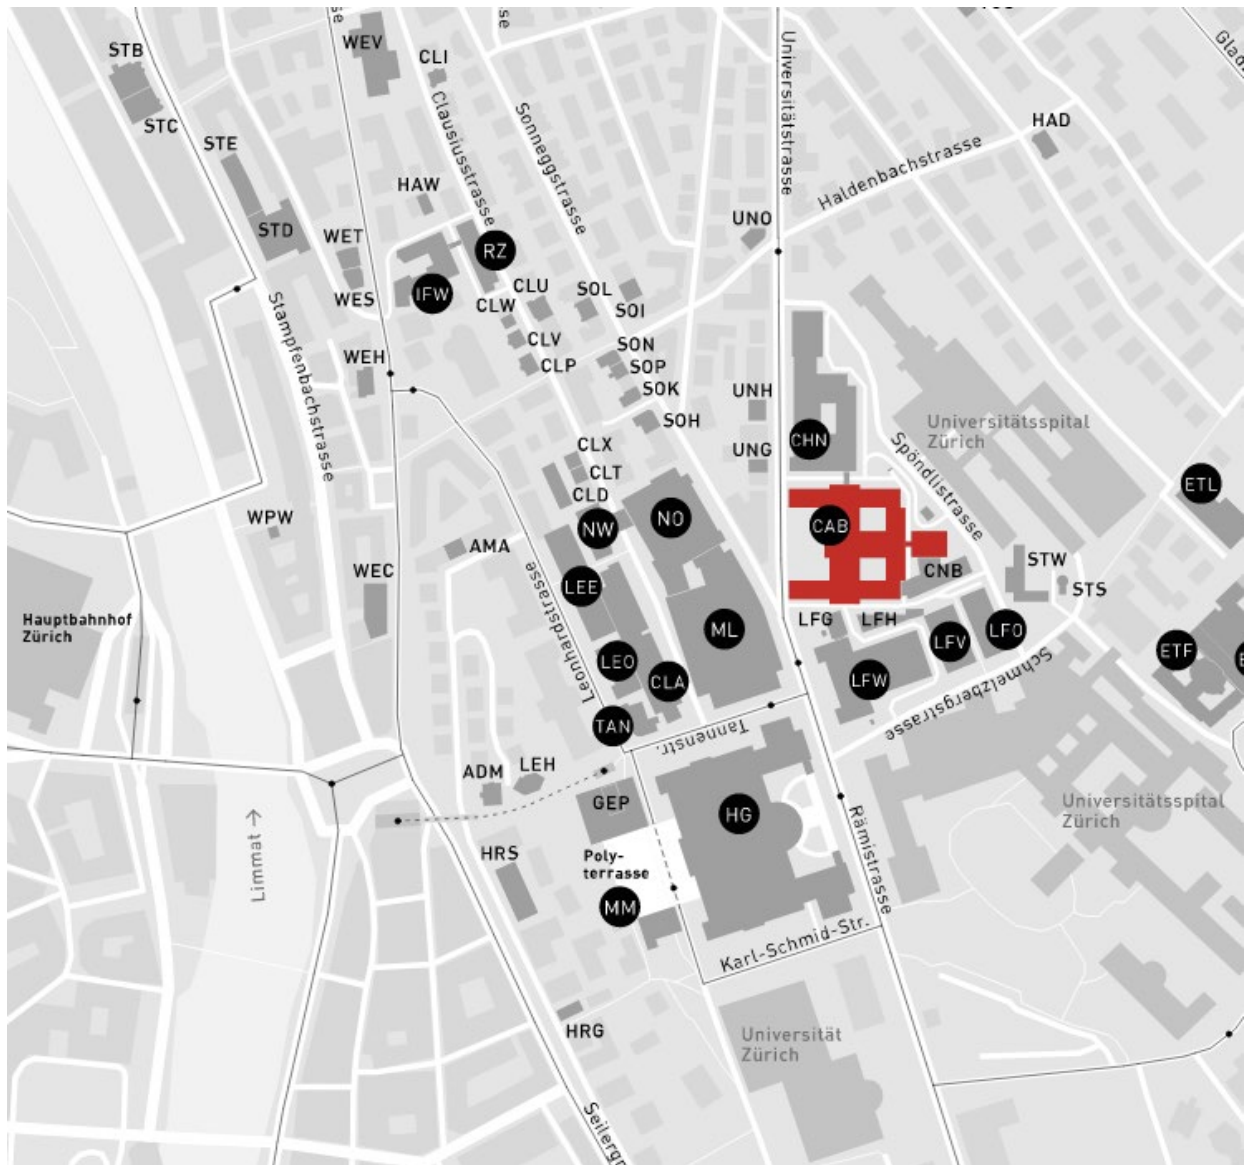 STB
WEV
CLI
STC
STE
Clausiusstrasse
Sonneggstrasse
Universitätstrasse
HAD
Haldenbachstrasse
HAW
UNO
STD
WET
RZ
IFW
WES
CLW
CLU
SOL
SOI
CLV
SON
CLP
SOP
WEH
SOK
UNH
SOH
Stampfenbachstrasse
CHN
Universitätsspital
Zürich
UNG
CLX
CLT
CLD
Spöndlistrasse
ETL
WPW
NW
NO
CAB
AMA
WEC
LEE
CNB
STW
STS
Hauptbahnhof
Zürich
Leonhardstrasse
LFG
LFH
ML
LFV
LFO
LEO
CLA
LFW
ETF
Schmelzbergstrasse
TAN
Tannenstr.
ADM
LEH
GEP
HG
Universitätsspital
Zürich
Limmat →
HRS
Poly-
terrasse
MM
Rämistrasse
Karl-Schmid-Str.
HRG
Universität
Zürich